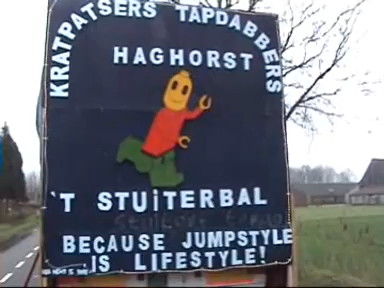 KRATPATSERS TAPDABBERS
HAGHORST
'T STUiTERBAL
BECAUSE JUMPSTYLE
IS LIFESTYLE!